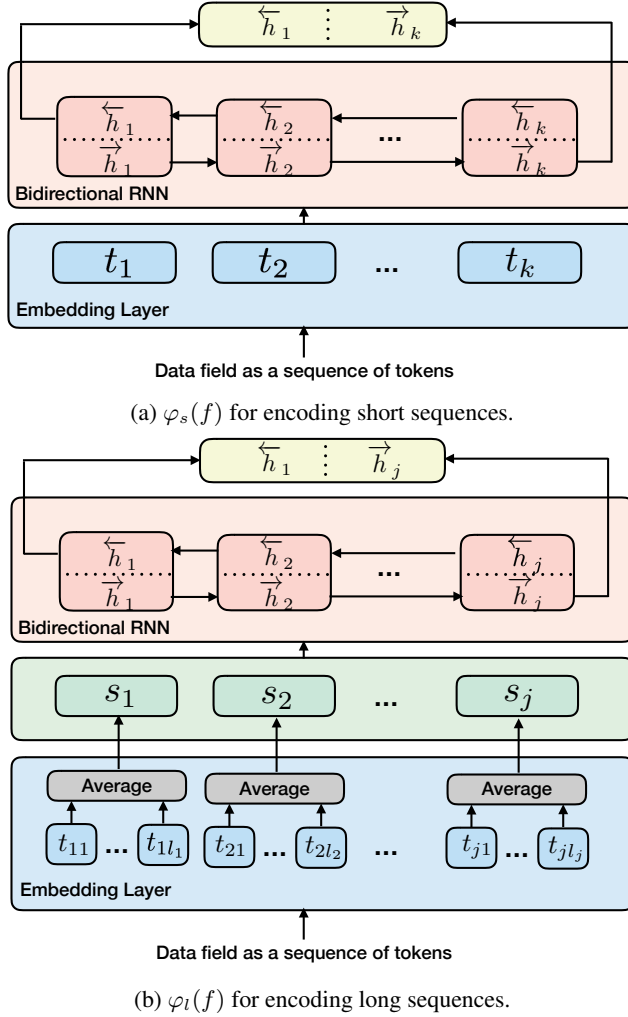 ←h 1 ⋮ →h k
←h 1 ←h 2 ... ←h k
→h 1 →h 2 →h k
Bidirectional RNN
t1 t2 ... tk
Embedding Layer
Data field as a sequence of tokens
(a) φs(f) for encoding short sequences.
←h 1 ⋮ →h j
←h 1 ←h 2 ... ←h j
→h 1 →h 2 →h j
Bidirectional RNN
s1 s2 ... sj
Average Average Average
t11 ... t1l1 t21 ... t2l2 ... tj1 ... tjlj
Embedding Layer
Data field as a sequence of tokens
(b) φl(f) for encoding long sequences.